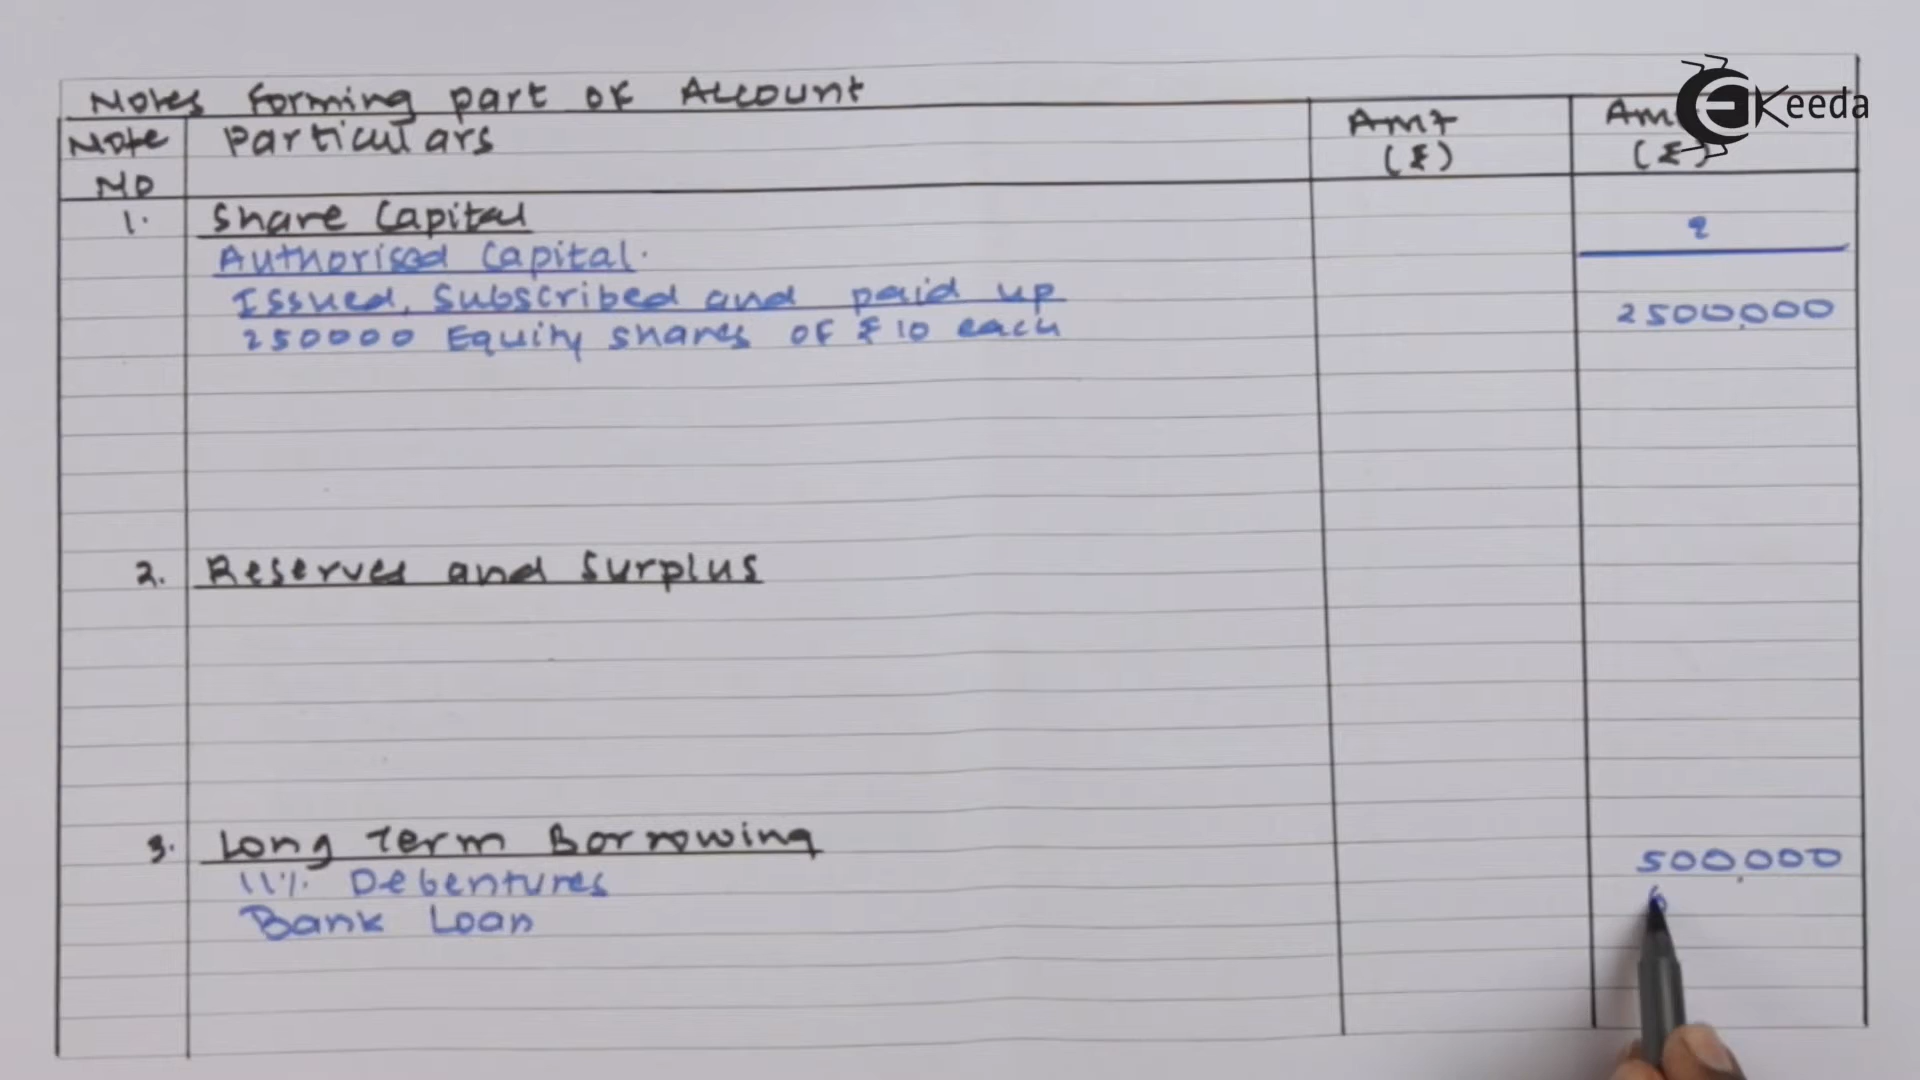 Notes Forming part of Account
Note No
Particulars
Amt (₹)
Am (₹)
EKeeda
1. Share Capital
Authorised Capital.
?
Issued, Subscribed and paid up
250000 Equity shares of ₹10 each
2500,000
2. Reserves and Surplus
3. Long Term Borrowing
11% Debentures
500,000
Bank Loan
6